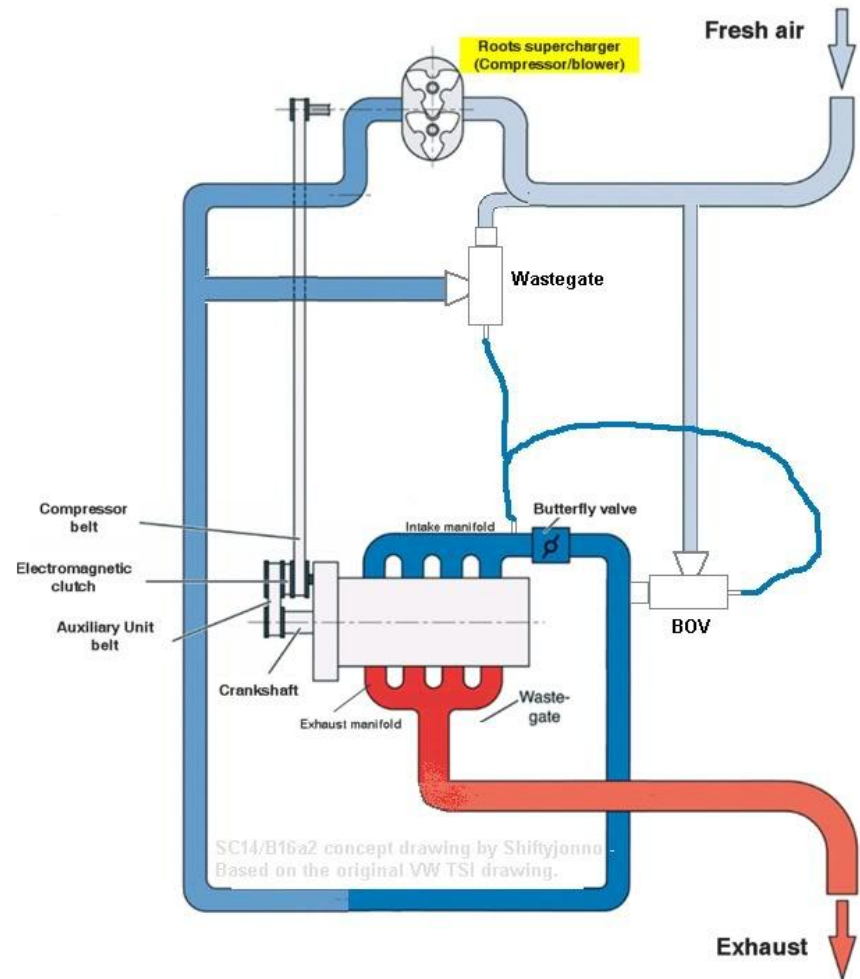 Fresh air
Roots supercharger
(Compressor/blower)
Wastegate
Compressor
belt
Intake manifold
Butterfly valve
Electromagnetic
clutch
Auxiliary Unit
belt
BOV
Crankshaft
Exhaust manifold
Waste-
gate
SC14/B16a2 concept drawing by Shiftyjonno
Based on the original VW TSI drawing.
Exhaust